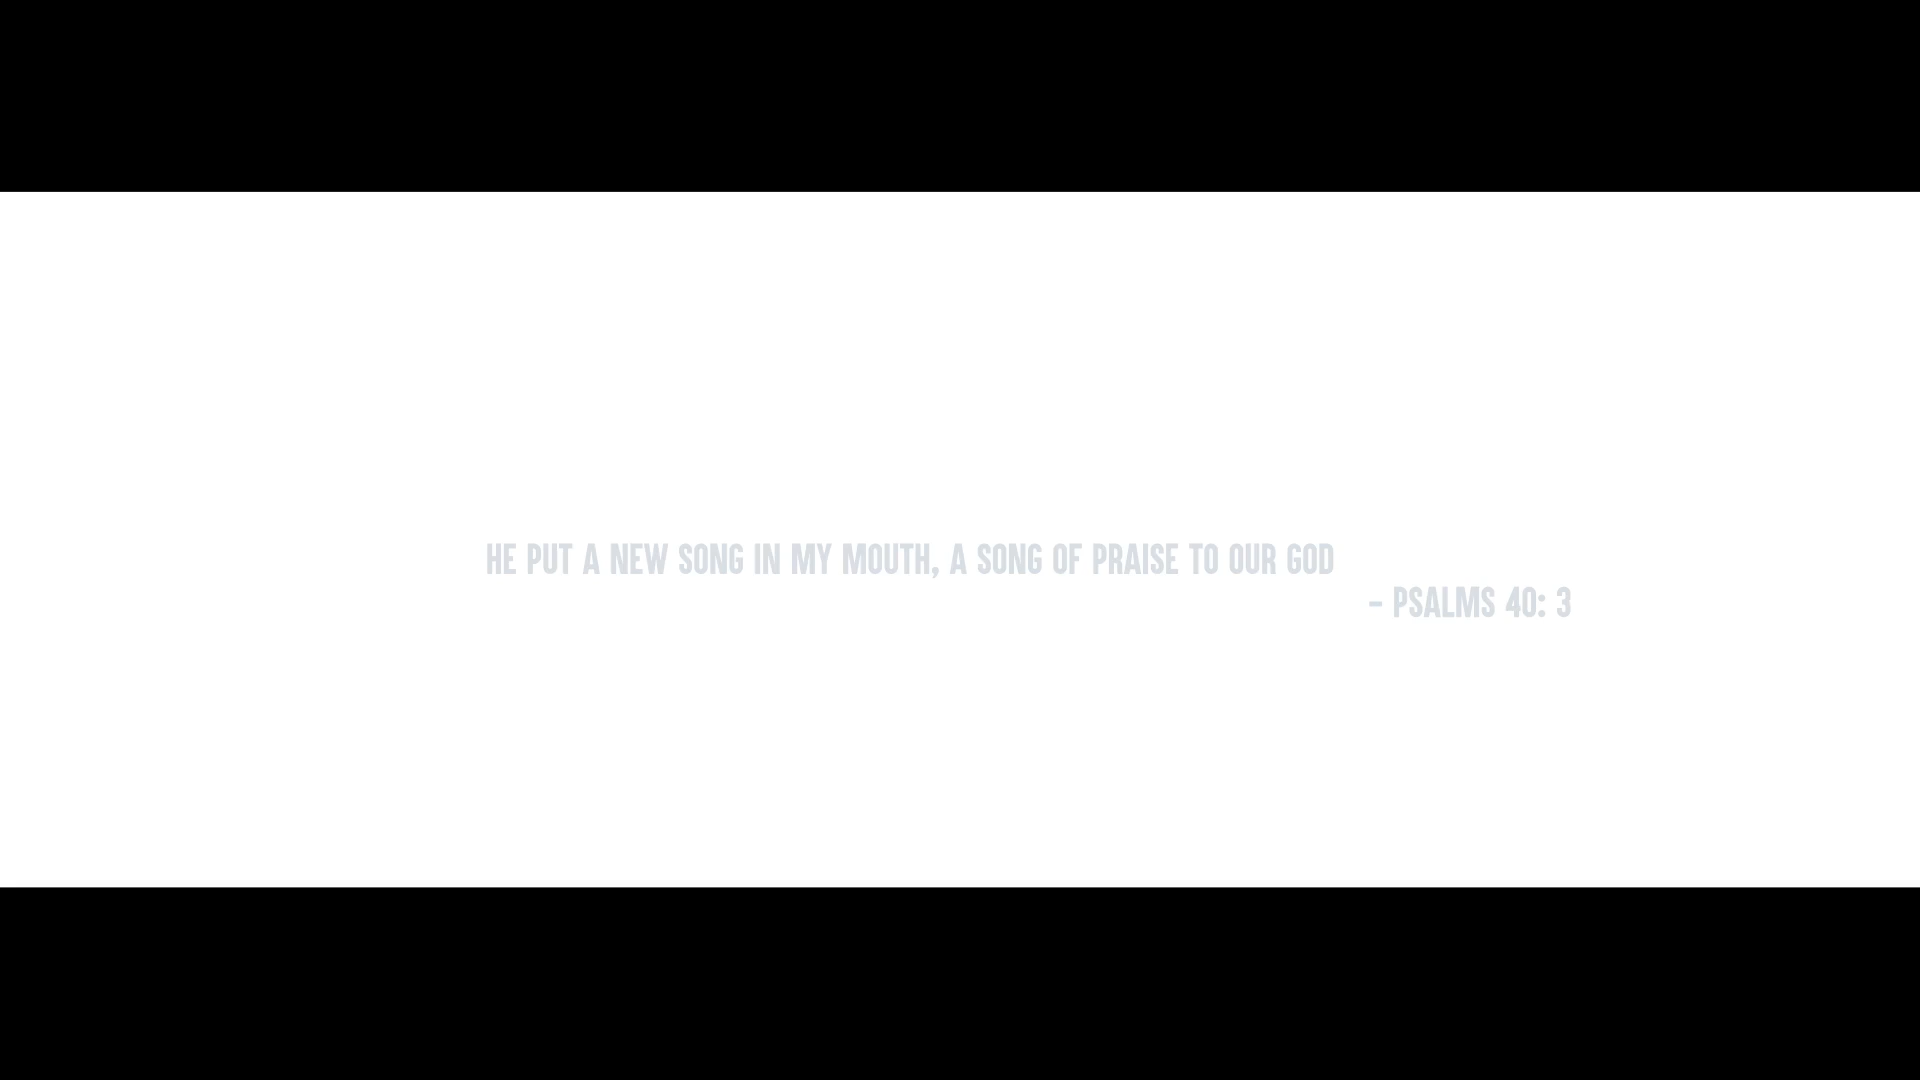 HE PUT A NEW SONG IN MY MOUTH, A SONG OF PRAISE TO OUR GOD
– PSALMS 40: 3